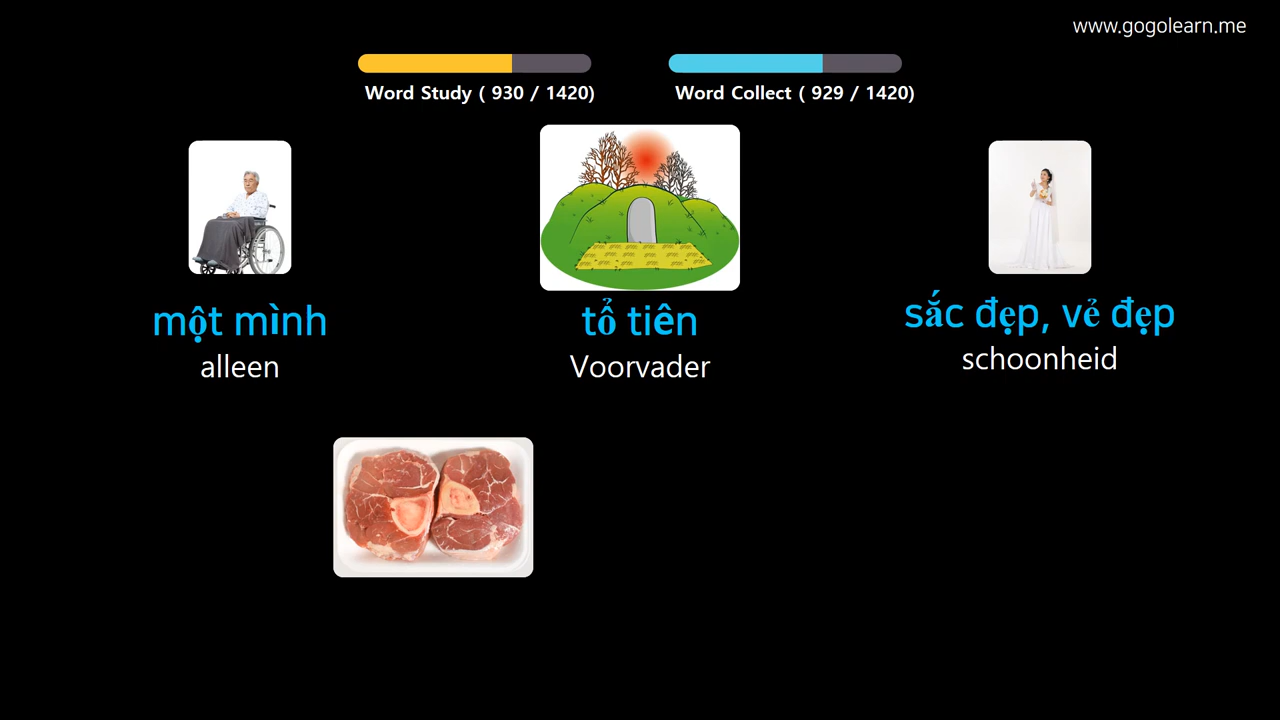 www.gogolearn.me
Word Study ( 930 / 1420)
Word Collect ( 929 / 1420)
một mình
alleen
tổ tiên
Voorvader
sắc đẹp, vẻ đẹp
schoonheid